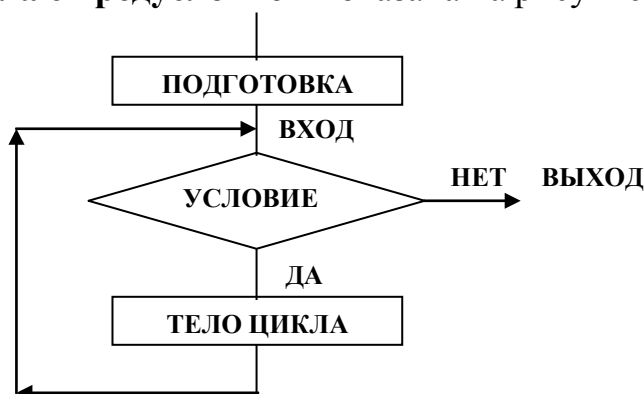 ПОДГОТОВКА
ВХОД
УСЛОВИЕ
НЕТ ВЫХОД
ДА
ТЕЛО ЦИКЛА